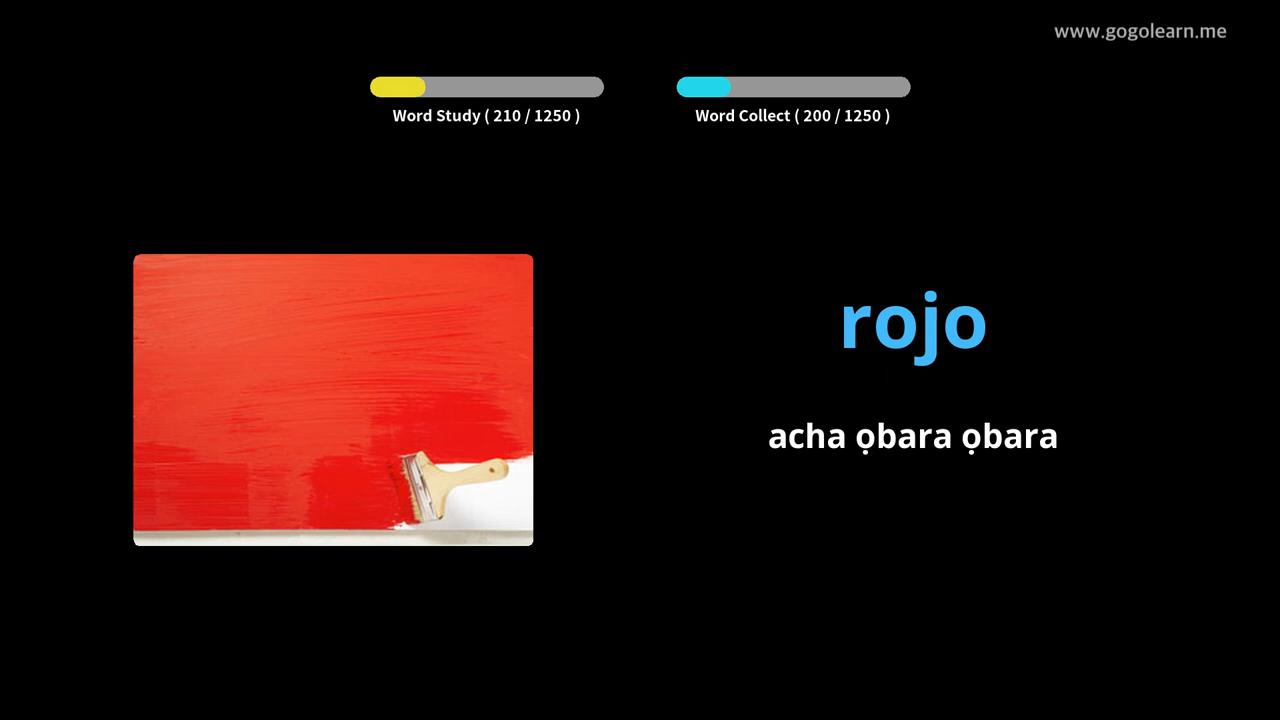 www.gogolearn.me
Word Study ( 210 / 1250 )
Word Collect ( 200 / 1250 )
rojo
acha ọbara ọbara